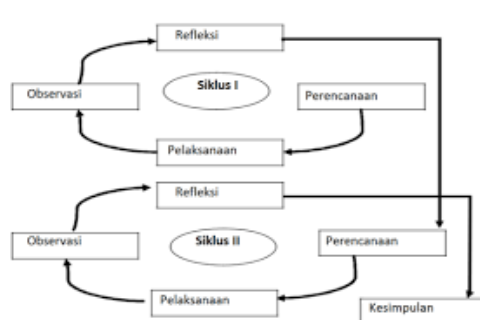 Refleksi
Siklus I
Observasi
Perencanaan
Pelaksanaan
Refleksi
Siklus II
Observasi
Perencanaan
Pelaksanaan
Kesimpulan